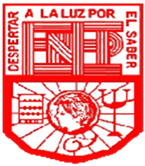 DESPERTAR A LA LUZ POR EL SABER
ENP